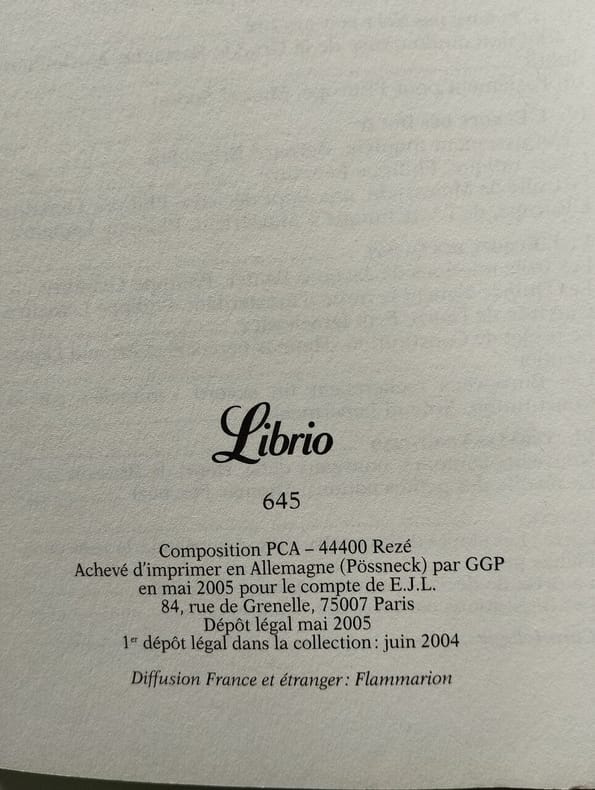 Librio
645
Composition PCA – 44400 Rezé
Achevé d'imprimer en Allemagne (Pössneck) par GGP
en mai 2005 pour le compte de E.J.L.
84, rue de Grenelle, 75007 Paris
Dépôt légal mai 2005
1er dépôt légal dans la collection : juin 2004
Diffusion France et étranger : Flammarion